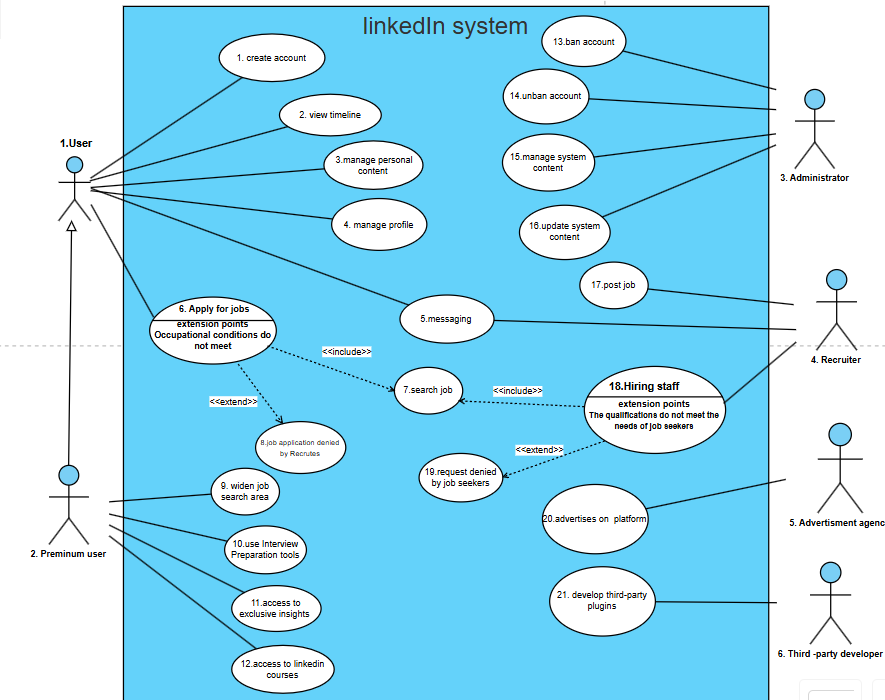 linkedIn system
1. create account
2. view timeline
3.manage personal
content
4. manage profile
5.messaging
6. Apply for jobs
extension points
Occupational conditions do
not meet
<<include>>
<<extend>>
7.search job
8.job application denied
by Recrutes
9. widen job
search area
10.use Interview
Preparation tools
11.access to
exclusive insights
12.access to linkedin
courses
13.ban account
14.unban account
15.manage system
content
16.update system
content
17.post job
18.Hiring staff
extension points
The qualifications do not meet the
needs of job seekers
<<include>>
<<extend>>
19.request denied
by job seekers
20.advertises on platform
21. develop third-party
plugins
1.User
2. Preminum user
3. Administrator
4. Recruiter
5. Advertisment agenc
6. Third -party developer